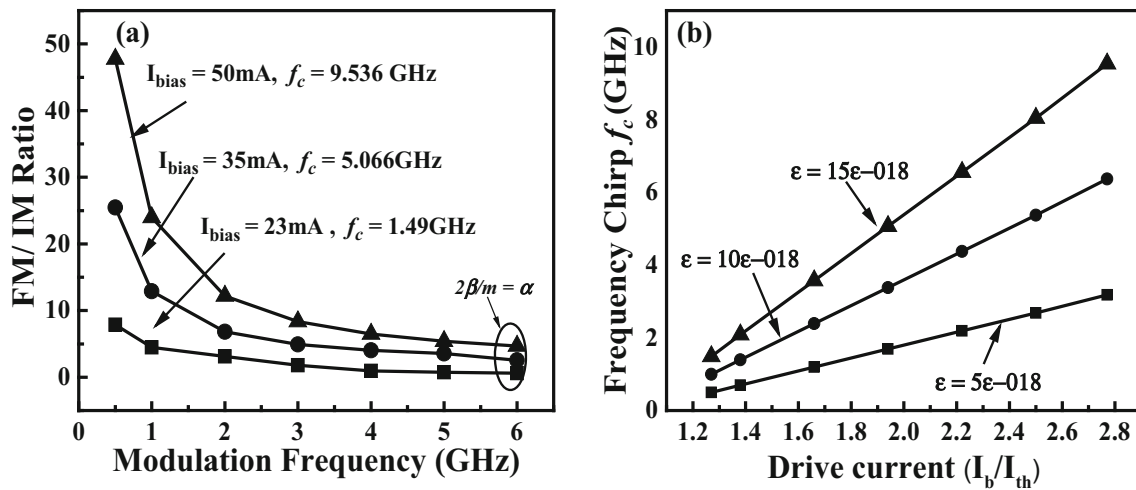 (a)
50
40
30
20
10
0
FM/ IM Ratio
I_bias = 50mA, f_c = 9.536 GHz
I_bias = 35mA, f_c = 5.066GHz
I_bias = 23mA , f_c = 1.49GHz
2β/m = α
0 1 2 3 4 5 6
Modulation Frequency (GHz)
(b)
10
8
6
4
2
0
Frequency Chirp f_c (GHz)
ε = 15ε–018
ε = 10ε–018
ε = 5ε–018
1.2 1.4 1.6 1.8 2.0 2.2 2.4 2.6 2.8
Drive current (I_b/I_th)